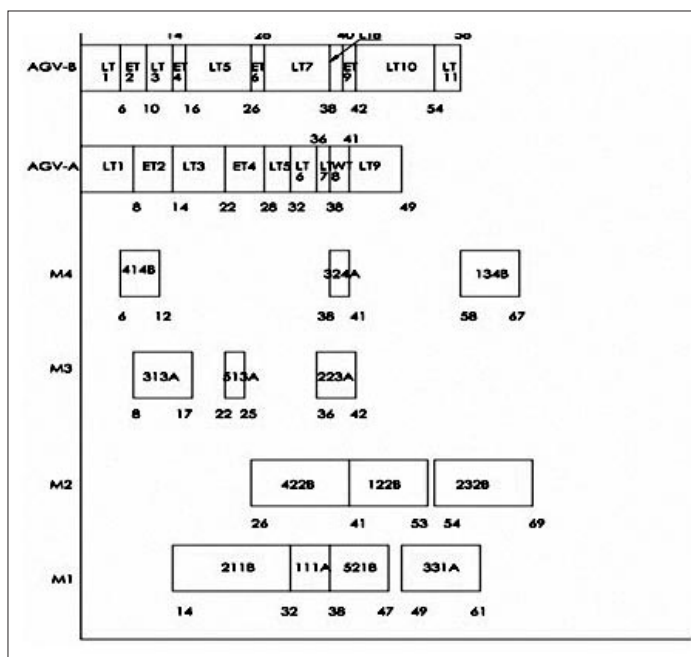 14 40
AGV-B LT ET LT ET LT5 ET LT7 ET LT10 LT
1 2 3 4 6 9 11
6 10 16 26 38 42 54
36 41
AGV-A LT1 ET2 LT3 ET4 LT5 LT LT WT LT9
6 7 8
8 14 22 28 32 38 49
M4 414B 324A 134B
6 12 38 41 58 67
M3 313A 513A 223A
8 17 22 25 36 42
M2 422B 122B 232B
26 41 53 54 69
M1 211B 111A 521B 331A
14 32 38 47 49 61